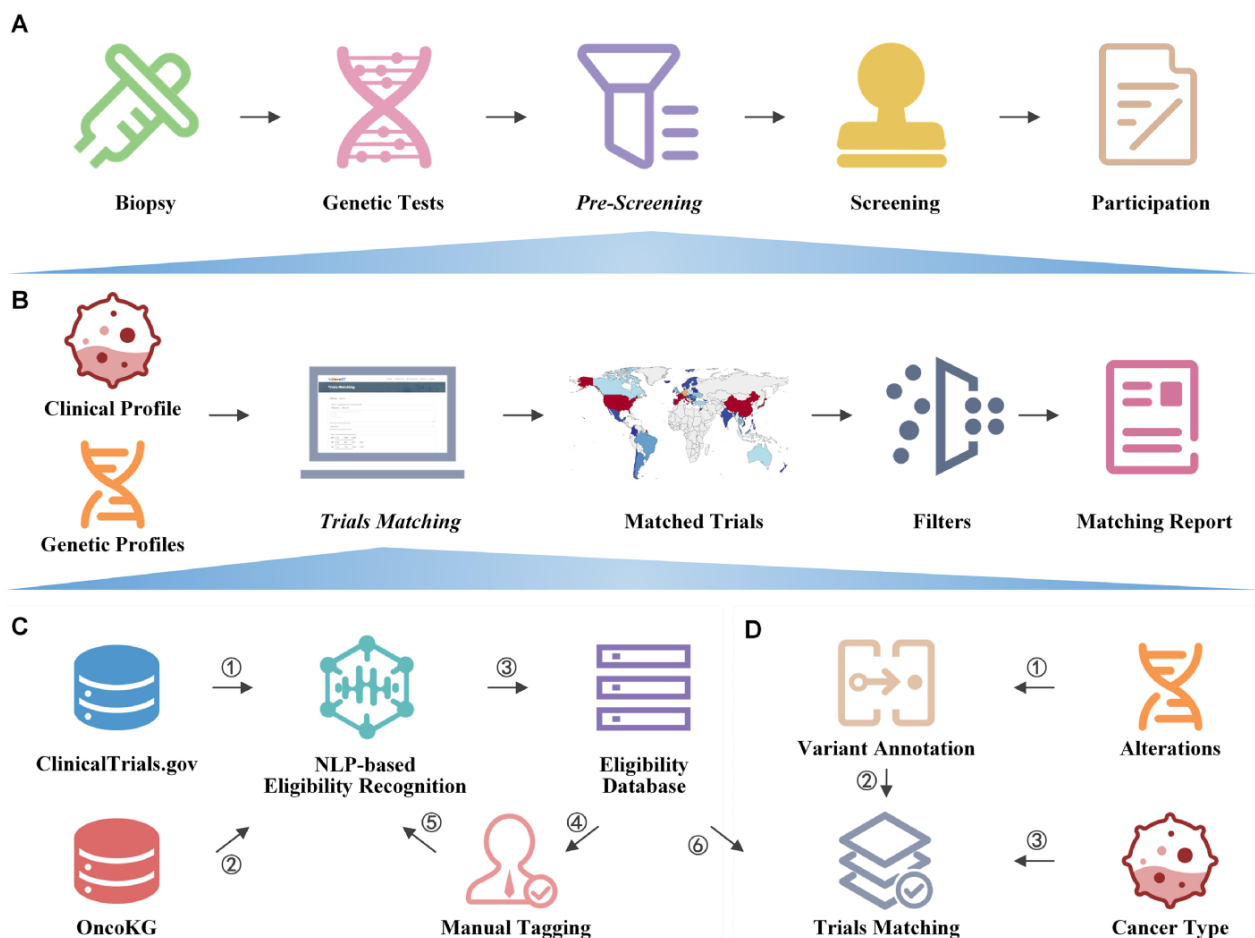 A
Biopsy
Genetic Tests
Pre-Screening
Screening
Participation
B
Clinical Profile
Genetic Profiles
Trials Matching
Matched Trials
Filters
Matching Report
C
①
③
ClinicalTrials.gov
NLP-based
Eligibility Recognition
Eligibility
Database
②
⑤
④
⑥
OncoKG
Manual Tagging
D
①
Variant Annotation
Alterations
②
③
Trials Matching
Cancer Type